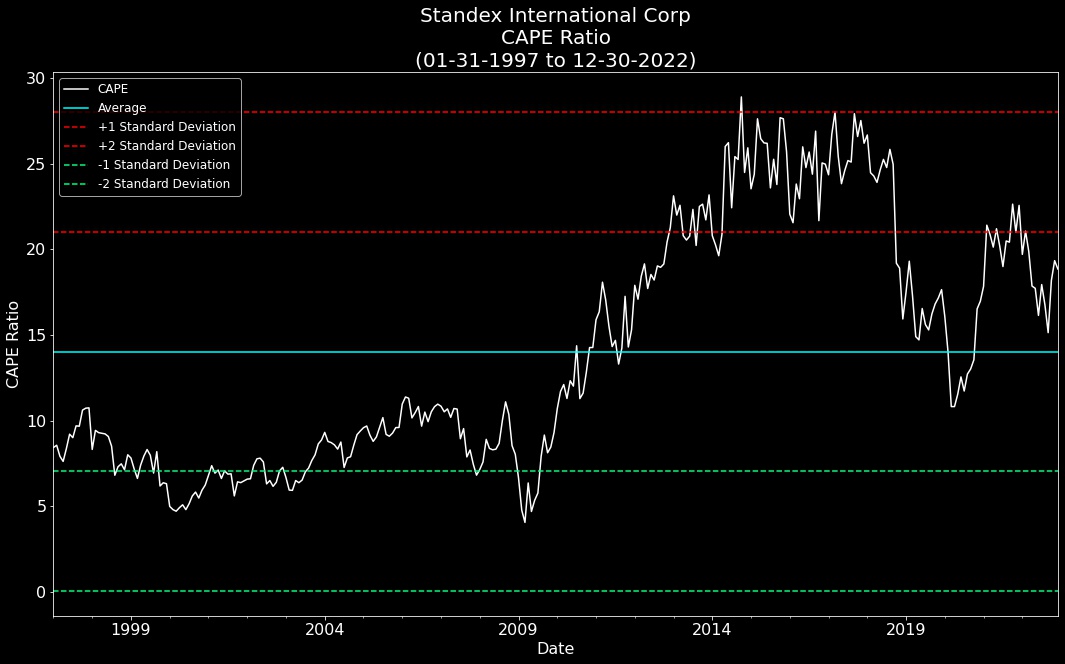 Standex International Corp
CAPE Ratio
(01-31-1997 to 12-30-2022)
CAPE
Average
+1 Standard Deviation
+2 Standard Deviation
-1 Standard Deviation
-2 Standard Deviation
30
25
20
15
10
5
0
CAPE Ratio
1999 2004 2009 2014 2019
Date